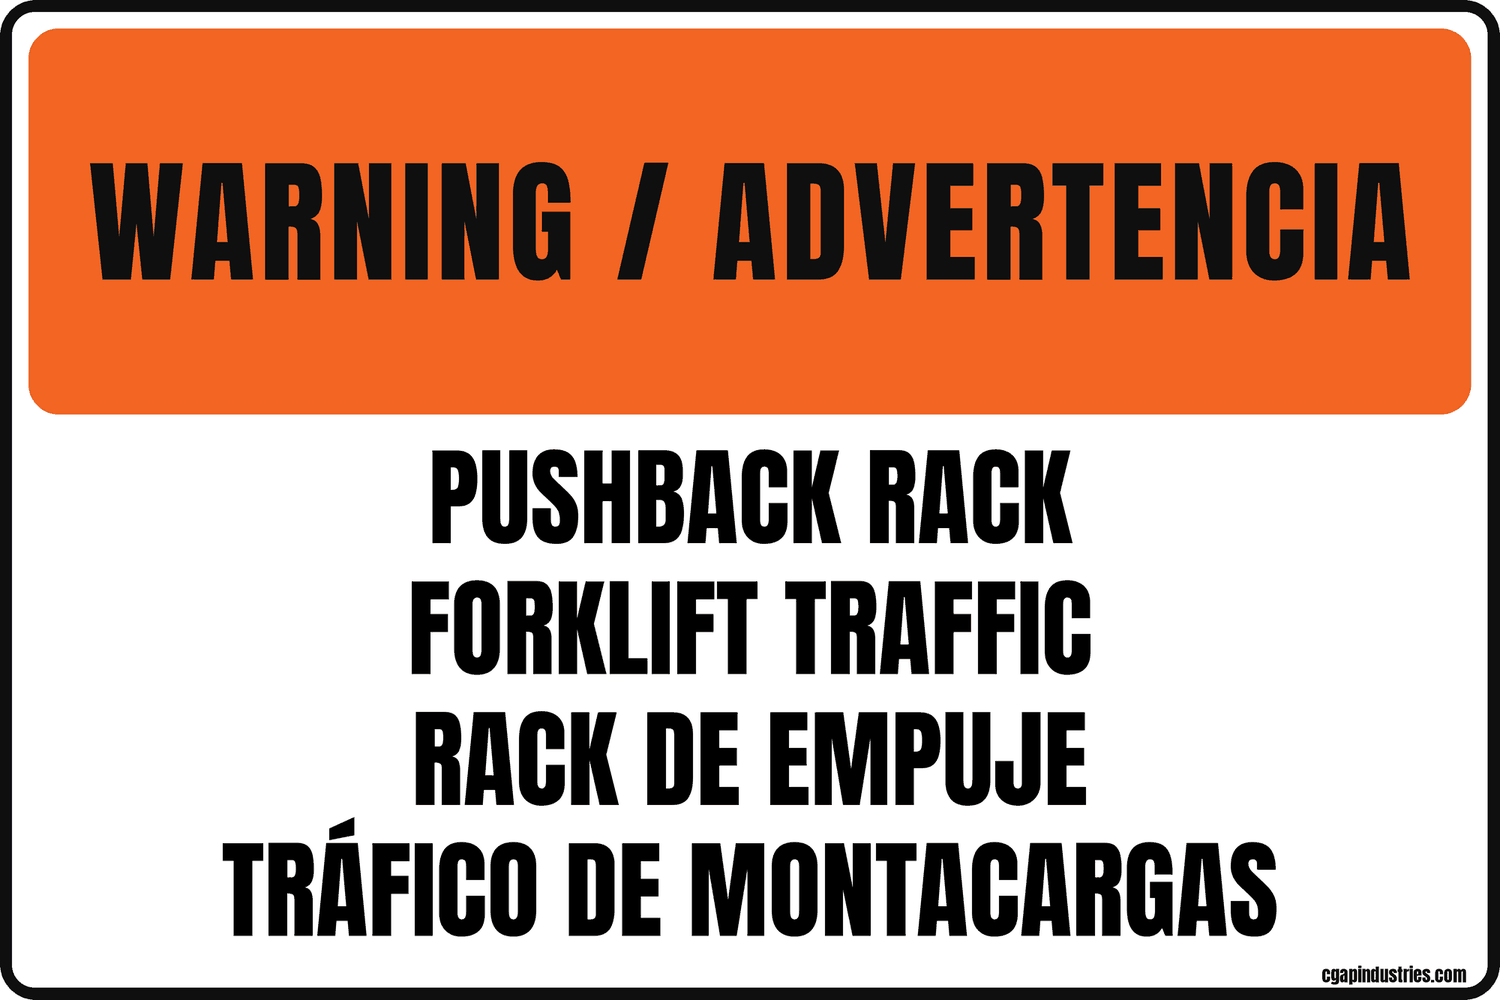 WARNING / ADVERTENCIA
PUSHBACK RACK
FORKLIFT TRAFFIC
RACK DE EMPUJE
TRÁFICO DE MONTACARGAS
cgapindustries.com